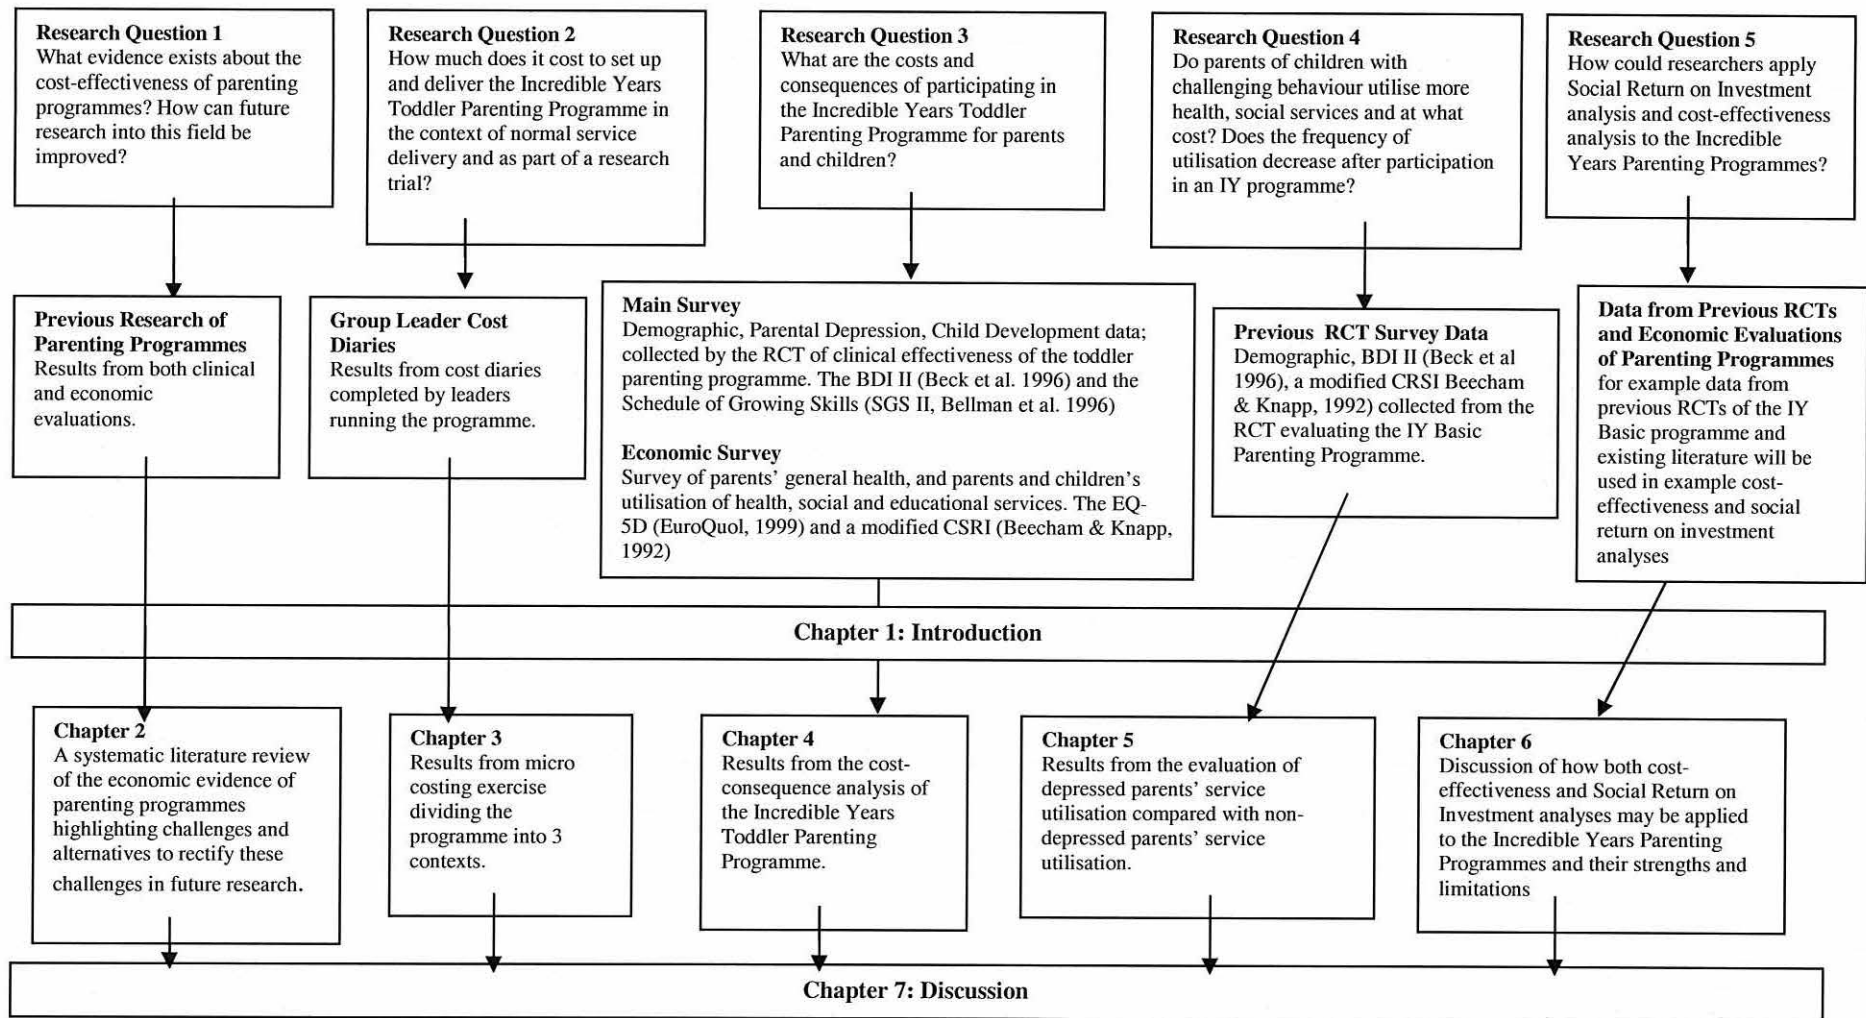 Research Question 1
What evidence exists about the
cost-effectiveness of parenting
programmes? How can future
research into this field be
improved?
Research Question 2
How much does it cost to set up
and deliver the Incredible Years
Toddler Parenting Programme in
the context of normal service
delivery and as part of a research
trial?
Research Question 3
What are the costs and
consequences of participating in
the Incredible Years Toddler
Parenting Programme for parents
and children?
Research Question 4
Do parents of children with
challenging behaviour utilise more
health, social services and at what
cost? Does the frequency of
utilisation decrease after participation
in an IY programme?
Research Question 5
How could researchers apply
Social Return on Investment
analysis and cost-effectiveness
analysis to the Incredible
Years Parenting Programmes?
Previous Research of
Parenting Programmes
Results from both clinical
and economic
evaluations.
Group Leader Cost
Diaries
Results from cost diaries
completed by leaders
running the programme.
Main Survey
Demographic, Parental Depression, Child Development data;
collected by the RCT of clinical effectiveness of the toddler
parenting programme. The BDI II (Beck et al. 1996) and the
Schedule of Growing Skills (SGS II, Bellman et al. 1996)
Economic Survey
Survey of parents' general health, and parents and children's
utilisation of health, social and educational services. The EQ-
5D (EuroQuol, 1999) and a modified CSRI (Beecham & Knapp,
1992)
Previous RCT Survey Data
Demographic, BDI II (Beck et al
1996), a modified CRSI Beecham
& Knapp, 1992) collected from the
RCT evaluating the IY Basic
Parenting Programme.
Data from Previous RCTs
and Economic Evaluations
of Parenting Programmes
for example data from
previous RCTs of the IY
Basic programme and
existing literature will be
used in example cost-
effectiveness and social
return on investment
analyses
Chapter 1: Introduction
Chapter 2
A systematic literature review
of the economic evidence of
parenting programmes
highlighting challenges and
alternatives to rectify these
challenges in future research.
Chapter 3
Results from micro
costing exercise
dividing the
programme into 3
contexts.
Chapter 4
Results from the cost-
consequence analysis of
the Incredible Years
Toddler Parenting
Programme.
Chapter 5
Results from the evaluation of
depressed parents' service
utilisation compared with non-
depressed parents' service
utilisation.
Chapter 6
Discussion of how both cost-
effectiveness and Social Return on
Investment analyses may be applied
to the Incredible Years Parenting
Programmes and their strengths and
limitations
Chapter 7: Discussion